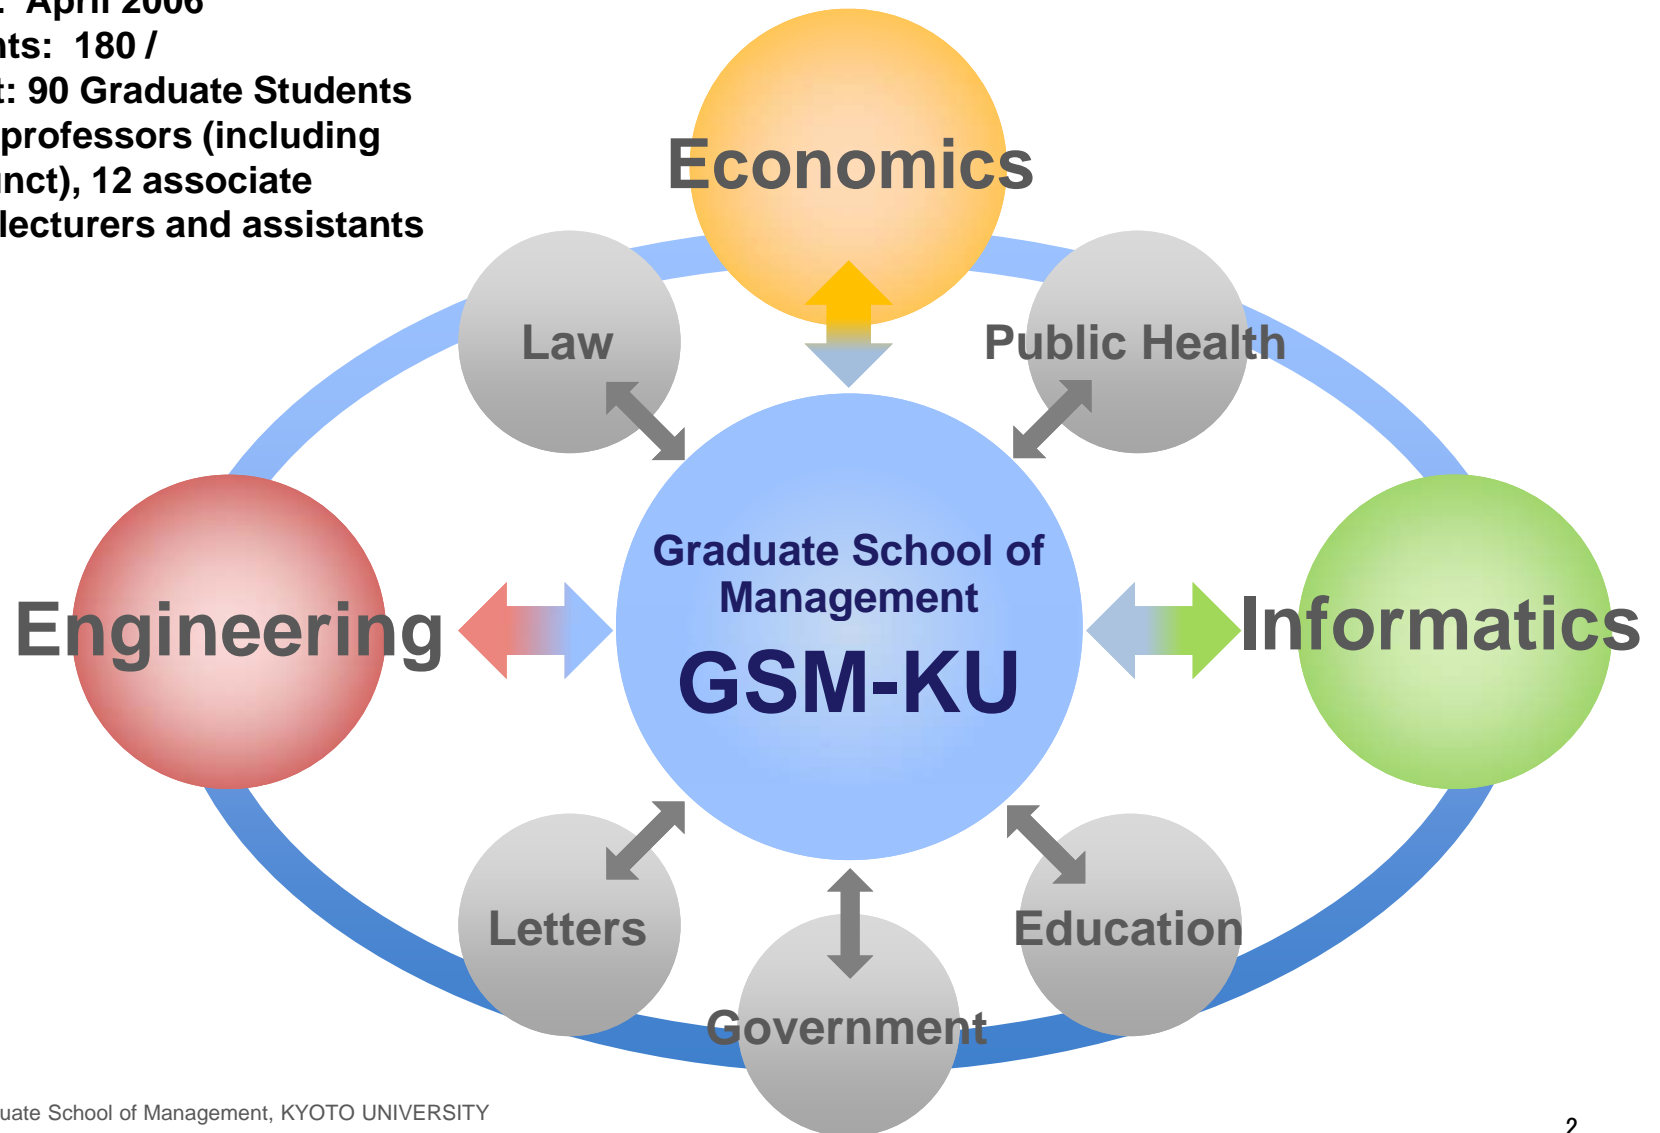 : April 2006
nts: 180 /
t: 90 Graduate Students
professors (including
unct), 12 associate
lecturers and assistants
Economics
Law
Public Health
Graduate School of
Management
GSM-KU
Engineering
Informatics
Letters
Education
Government
uate School of Management, KYOTO UNIVERSITY
2